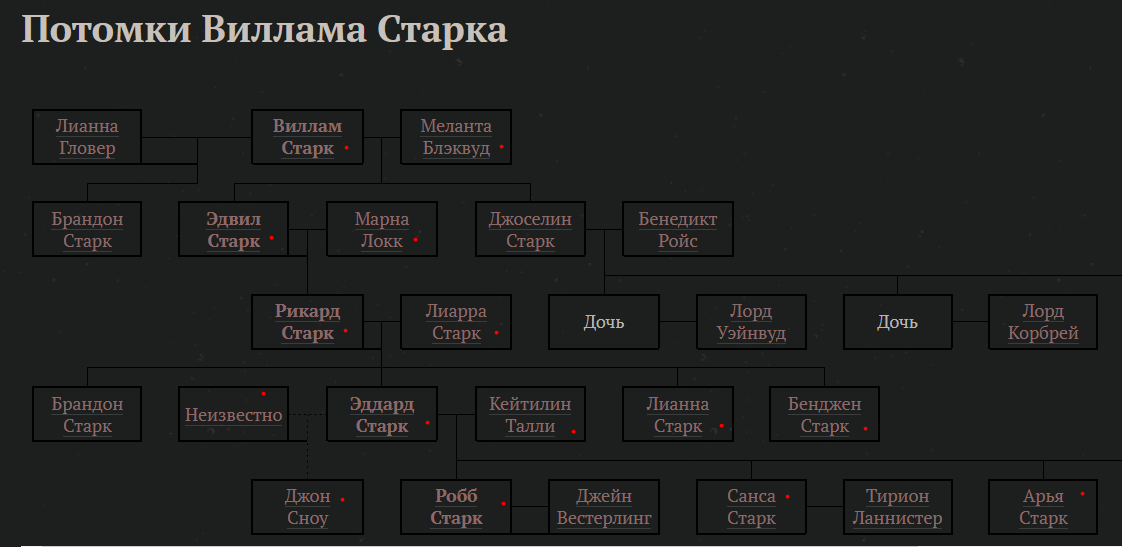 Потомки Виллама Старка
Лианна
Гловер
Виллам
Старк
Меланта
Блэквуд
Брандон
Старк
Эдвил
Старк
Марна
Локк
Джоселин
Старк
Бенедикт
Ройс
Рикард
Старк
Лиарра
Старк
Дочь
Лорд
Уэйнвуд
Дочь
Лорд
Корбрей
Брандон
Старк
Неизвестно
Эддард
Старк
Кейтилин
Талли
Лианна
Старк
Бенджен
Старк
Джон
Сноу
Робб
Старк
Джейн
Вестерлинг
Санса
Старк
Тирион
Ланнистер
Арья
Старк